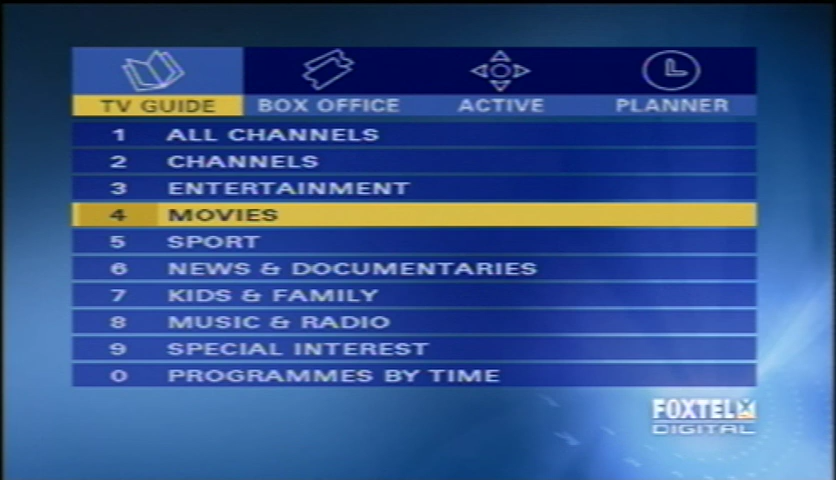 TV GUIDE BOX OFFICE ACTIVE PLANNER
1 ALL CHANNELS
2 CHANNELS
3 ENTERTAINMENT
4 MOVIES
5 SPORT
6 NEWS & DOCUMENTARIES
7 KIDS & FAMILY
8 MUSIC & RADIO
9 SPECIAL INTEREST
0 PROGRAMMES BY TIME
FOXTEL
DIGITAL